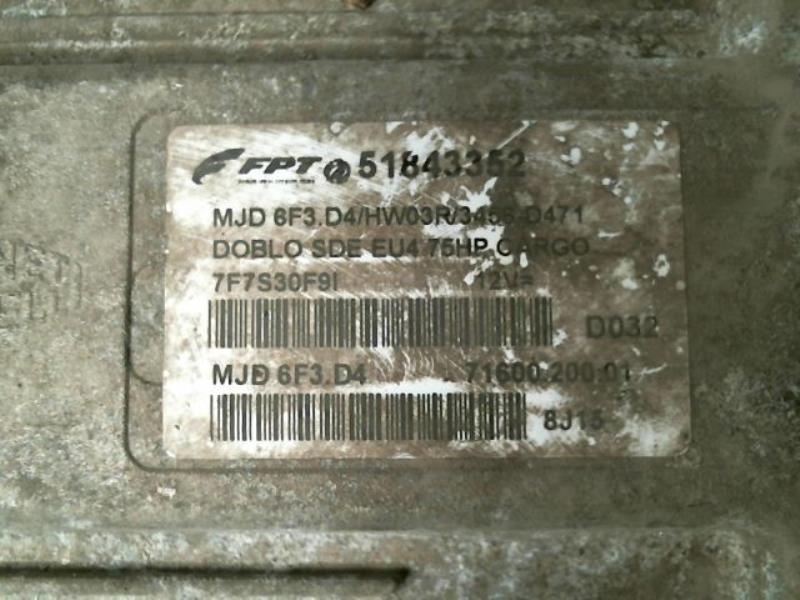 FPT 51843352
MJD 6F3.D4/HW03R/3456-D471
DOBLO SDE EU4 75HP CARGO
7F7S30F9I 12V=
D032
MJD 6F3.D4 71600.200.01
8J15